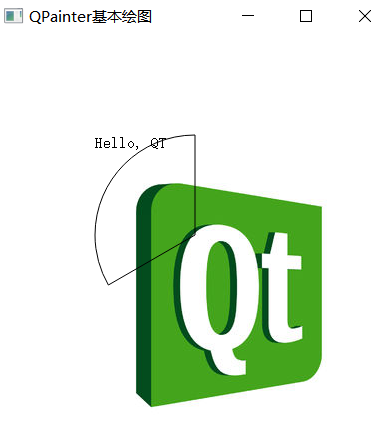 QPainter基本绘图
Hello, QT
Qt